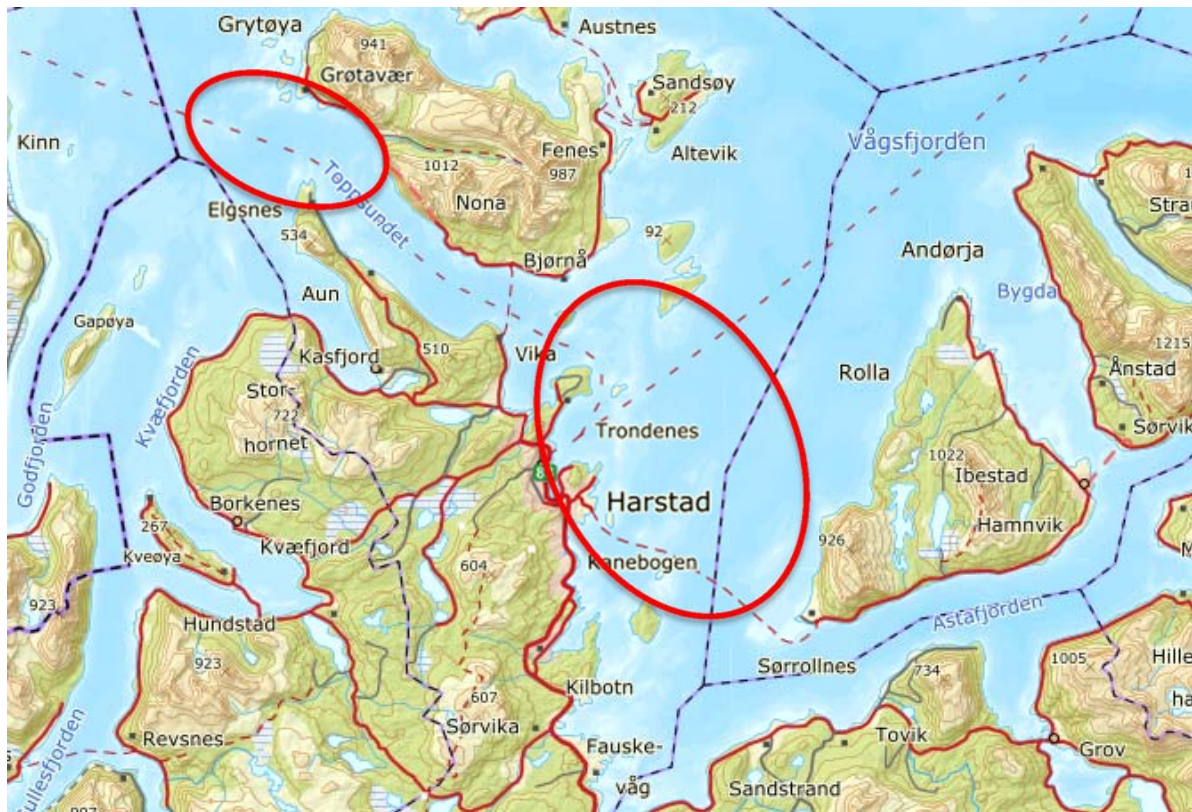 Grytøya
Austnes
941
Grøtavær
Sandsøy
212
Kinn
Altevik
Vågsfjorden
Fenes
1012
987
Toppsundet
Nona
Elgsnes
534
92
Stra
Andørja
Bjørnå
Bygda
Aun
Gapøya
1215
510
Vika
Kasfjord
Rolla
Ånstad
Kvæfjorden
Stor-
722
hornet
Trondenes
Sørvik
Godfjorden
1022
Ibestad
Harstad
Borkenes
Hamnvik
267
Kvæfjord
926
Kveøya
604
Kanebogen
M
923
Astafjorden
Hundstad
923
Sørrollnes
734
1005
Hille
Kilbotn
607
ha
Sørvika
Revsnes
Fauske-
Tovik
Grov
våg
Sandstrand